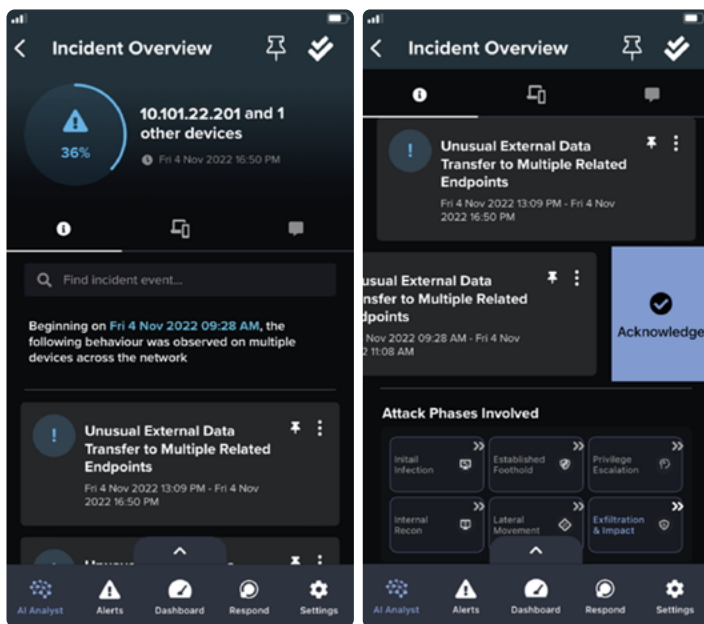 Incident Overview
36%
10.101.22.201 and 1
other devices
Fri 4 Nov 2022 16:50 PM
Find incident event...
Beginning on Fri 4 Nov 2022 09:28 AM, the
following behaviour was observed on multiple
devices across the network
Unusual External Data
Transfer to Multiple Related
Endpoints
Fri 4 Nov 2022 13:09 PM - Fri 4 Nov
2022 16:50 PM
AI Analyst
Alerts
Dashboard
Respond
Settings
Incident Overview
Unusual External Data
Transfer to Multiple Related
Endpoints
Fri 4 Nov 2022 13:09 PM - Fri 4 Nov
2022 16:50 PM
usual External Data
nsfer to Multiple Related
dpoints
Nov 2022 09:28 AM - Fri 4 Nov
2 11:08 AM
Acknowledge
Attack Phases Involved
Initail
Infection
Established
Foothold
Privilege
Escalation
Internal
Recon
Lateral
Movement
Exfiltration
& Impact
AI Analyst
Alerts
Dashboard
Respond
Settings